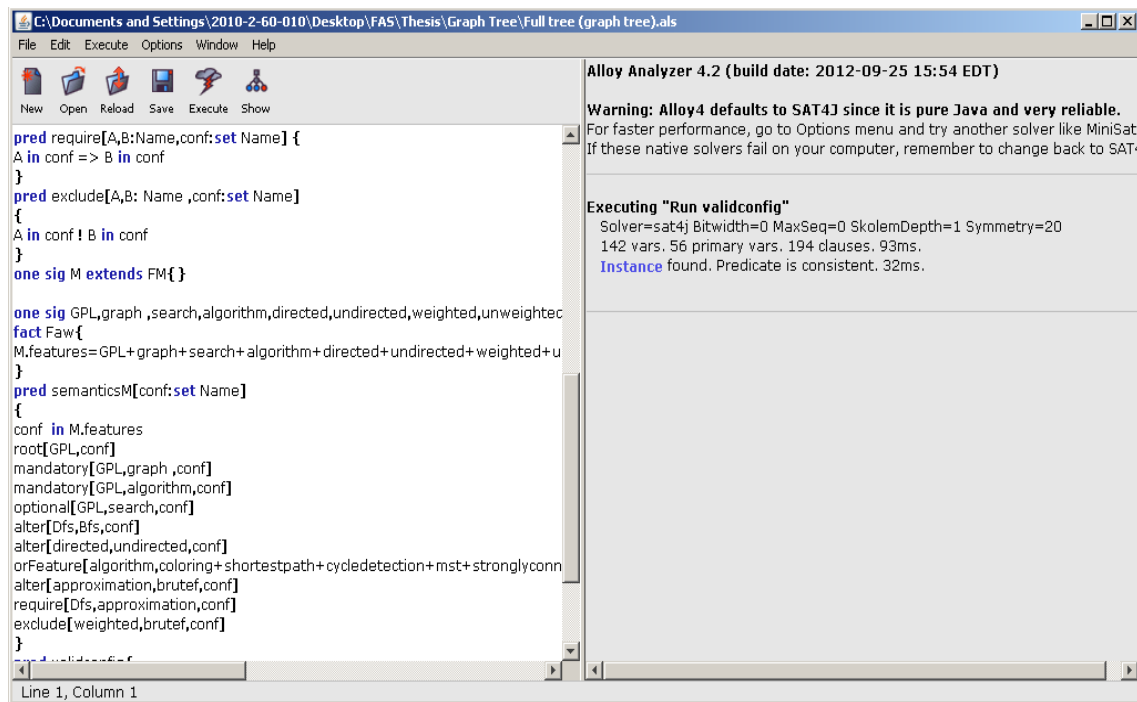 C:\Documents and Settings\2010-2-60-010\Desktop\FAS\Thesis\Graph Tree\Full tree (graph tree).als
File Edit Execute Options Window Help
New Open Reload Save Execute Show
pred require[A,B:Name,conf:set Name] {
A in conf => B in conf
}
pred exclude[A,B: Name ,conf:set Name]
{
A in conf ! B in conf
}
one sig M extends FM{ }
one sig GPL,graph ,search,algorithm,directed,undirected,weighted,unweighted
fact Faw{
M.features=GPL+graph+search+algorithm+directed+undirected+weighted+u
}
pred semanticsM[conf:set Name]
{
conf in M.features
root[GPL,conf]
mandatory[GPL,graph ,conf]
mandatory[GPL,algorithm,conf]
optional[GPL,search,conf]
alter[Dfs,Bfs,conf]
alter[directed,undirected,conf]
orFeature[algorithm,coloring+shortestpath+cycledetection+mst+stronglyconn
alter[approximation,brutef,conf]
require[Dfs,approximation,conf]
exclude[weighted,brutef,conf]
}
Line 1, Column 1
Alloy Analyzer 4.2 (build date: 2012-09-25 15:54 EDT)
Warning: Alloy4 defaults to SAT4J since it is pure Java and very reliable.
For faster performance, go to Options menu and try another solver like MiniSat
If these native solvers fail on your computer, remember to change back to SAT4
Executing "Run validconfig"
Solver=sat4j Bitwidth=0 MaxSeq=0 SkolemDepth=1 Symmetry=20
142 vars. 56 primary vars. 194 clauses. 93ms.
Instance found. Predicate is consistent. 32ms.